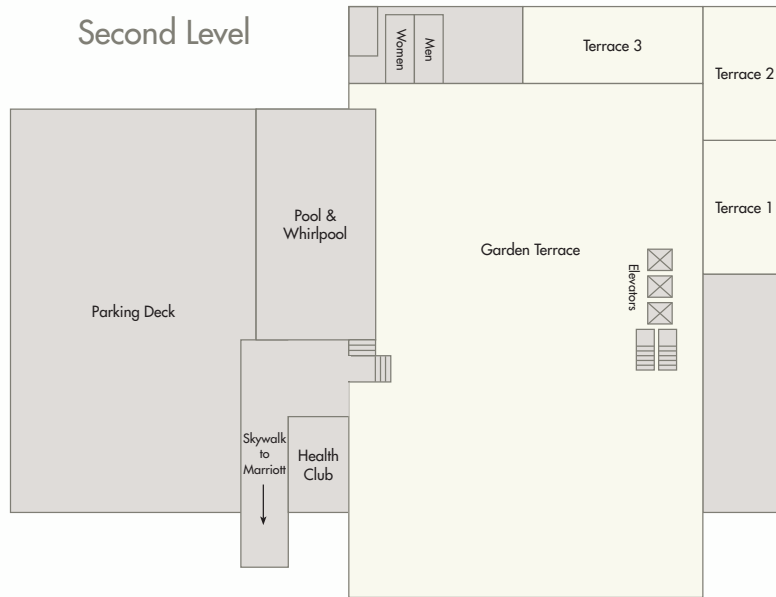 Second Level
Women
Men
Terrace 3
Terrace 2
Terrace 1
Pool &
Whirlpool
Garden Terrace
Elevators
Parking Deck
Skywalk
to
Marriott
Health
Club